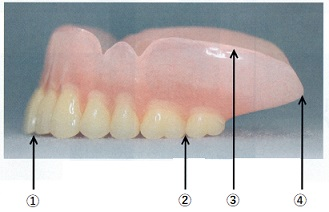 ① ② ③ ④